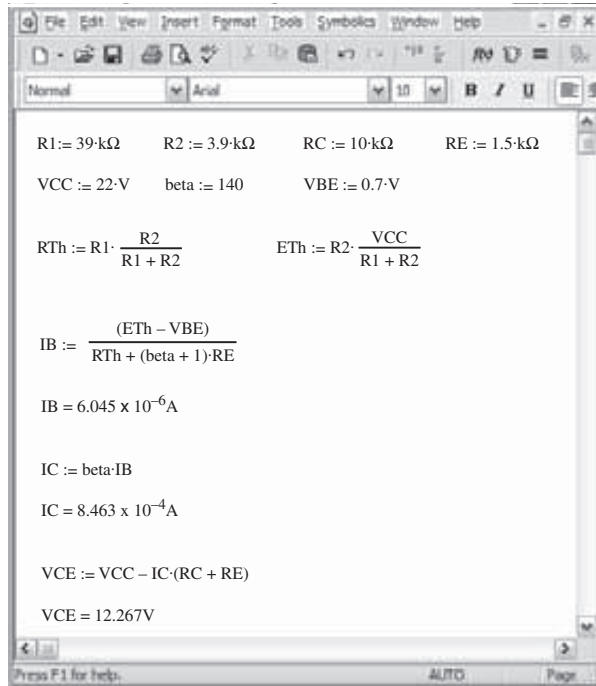 File Edit View Insert Format Tools Symbolics Window Help
Normal Arial 10 B I U
R1:= 39·kΩ R2 := 3.9·kΩ RC := 10·kΩ RE := 1.5·kΩ
VCC := 22·V beta := 140 VBE := 0.7·V
RTh := R1· R2 / R1 + R2 ETh := R2· VCC / R1 + R2
IB := (ETh – VBE) / RTh + (beta + 1)·RE
IB = 6.045 x 10⁻⁶A
IC := beta·IB
IC = 8.463 x 10⁻⁴A
VCE := VCC – IC·(RC + RE)
VCE = 12.267V
Press F1 for help. AUTO Page